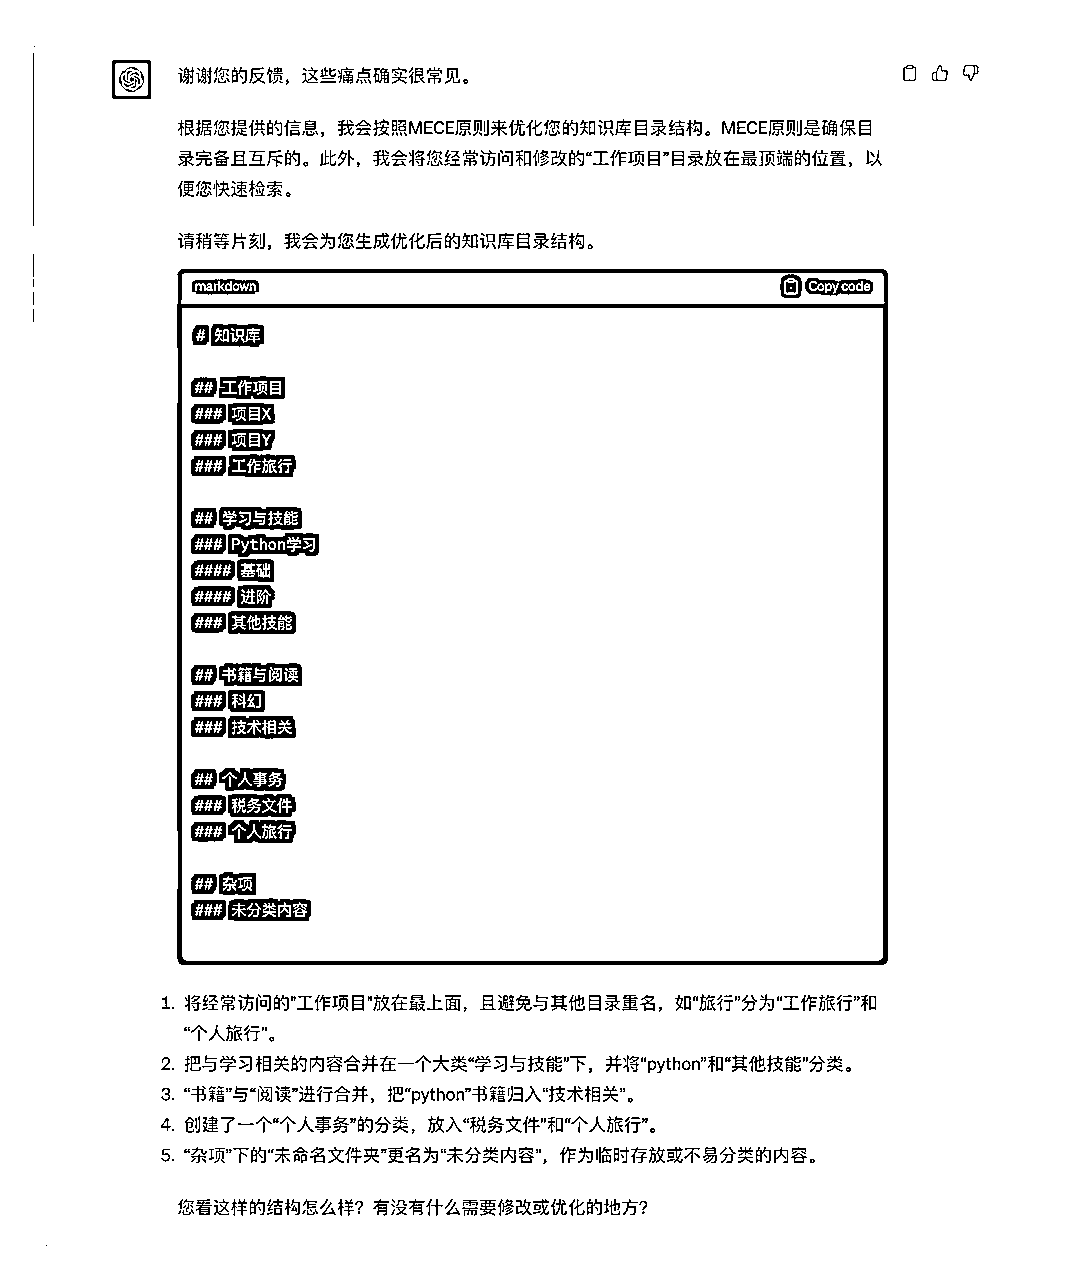 谢谢您的反馈，这些痛点确实很常见。
根据您提供的信息，我会按照MECE原则来优化您的知识库目录结构。MECE原则是确保目
录完备且互斥的。此外，我会将您经常访问和修改的“工作项目”目录放在最顶端的位置，以
便您快速检索。
请稍等片刻，我会为您生成优化后的知识库目录结构。
markdown Copy code
# 知识库
## 工作项目
### 项目X
### 项目Y
### 工作旅行
## 学习与技能
### Python学习
#### 基础
#### 进阶
### 其他技能
## 书籍与阅读
### 科幻
### 技术相关
## 个人事务
### 税务文件
### 个人旅行
## 杂项
### 未分类内容
1. 将经常访问的"工作项目"放在最上面，且避免与其他目录重名，如“旅行”分为“工作旅行”和
“个人旅行”。
2. 把与学习相关的内容合并在一个大类“学习与技能”下，并将“python”和“其他技能”分类。
3. “书籍”与“阅读”进行合并，把“python”书籍归入“技术相关”。
4. 创建了一个“个人事务”的分类，放入“税务文件”和“个人旅行”。
5. “杂项”下的“未命名文件夹”更名为“未分类内容”，作为临时存放或不易分类的内容。
您看这样的结构怎么样？有没有什么需要修改或优化的地方？